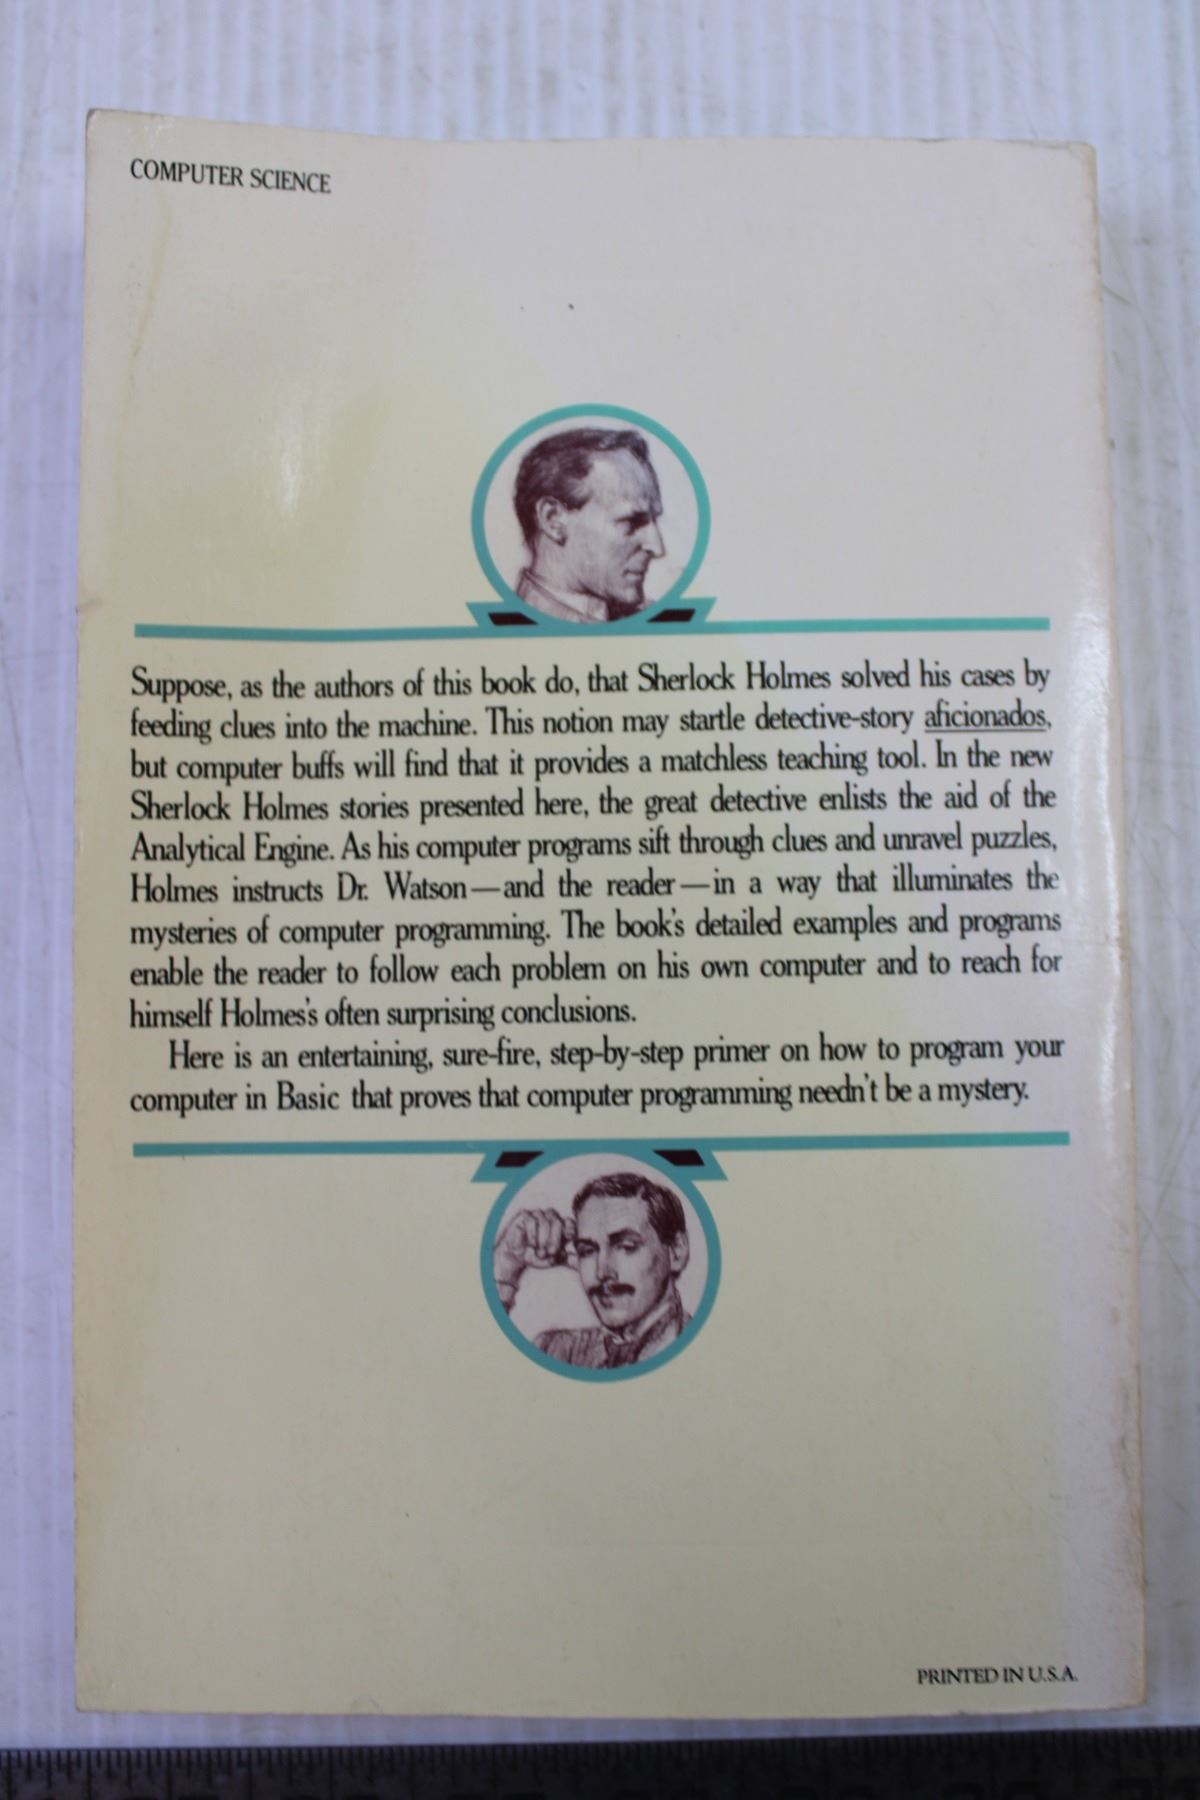 COMPUTER SCIENCE
Suppose, as the authors of this book do, that Sherlock Holmes solved his cases by
feeding clues into the machine. This notion may startle detective-story aficionados,
but computer buffs will find that it provides a matchless teaching tool. In the new
Sherlock Holmes stories presented here, the great detective enlists the aid of the
Analytical Engine. As his computer programs sift through clues and unravel puzzles,
Holmes instructs Dr. Watson—and the reader—in a way that illuminates the
mysteries of computer programming. The book's detailed examples and programs
enable the reader to follow each problem on his own computer and to reach for
himself Holmes's often surprising conclusions.
Here is an entertaining, sure-fire, step-by-step primer on how to program your
computer in Basic that proves that computer programming needn't be a mystery.
PRINTED IN U.S.A.